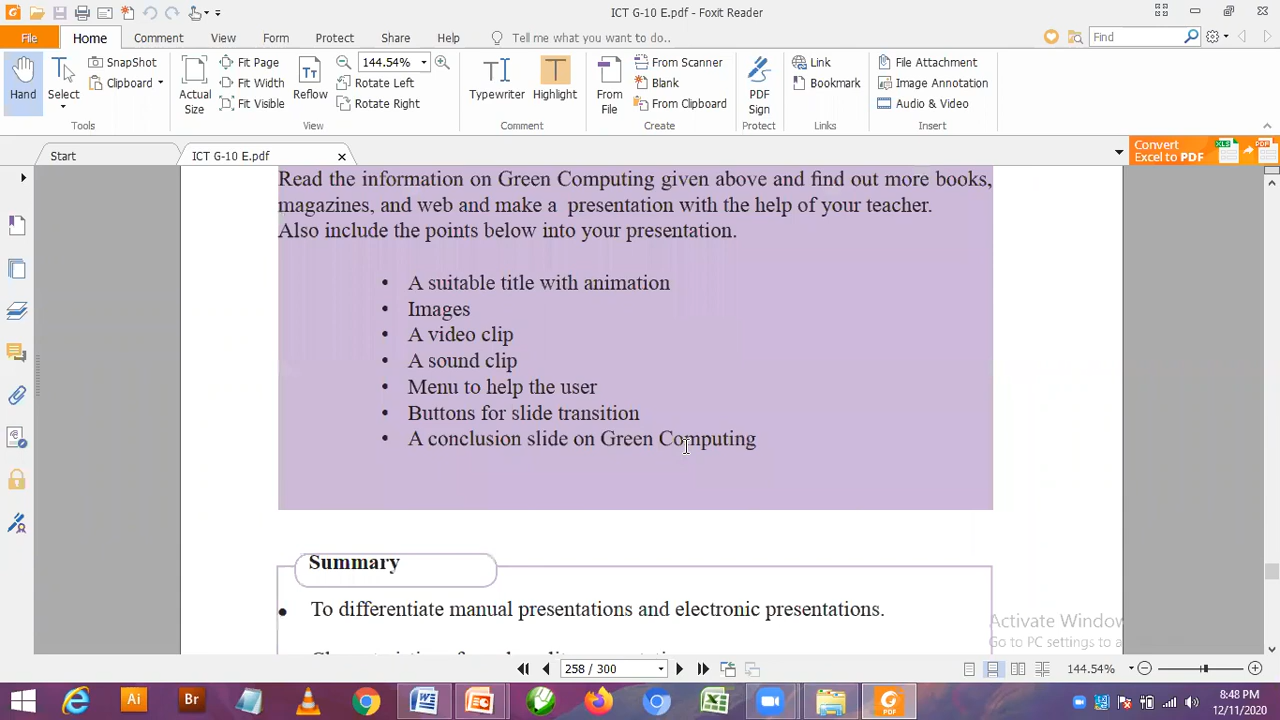 ICT G-10 E.pdf - Foxit Reader
File Home Comment View Form Protect Share Help Tell me what you want to do.. Find
SnapShot Fit Page 146.54% From Scanner Link File Attachment
Clipboard Fit Width Rotate Left Blank Bookmark Image Annotation
Hand Select Actual Size Fit Visible Reflow Rotate Right Typewriter Highlight From File From Clipboard PDF Sign Audio & Video
Tools View Comment Create Protect Links Insert
Start ICT G-10 E.pdf Convert Excel to PDF
Read the information on Green Computing given above and find out more books,
magazines, and web and make a presentation with the help of your teacher.
Also include the points below into your presentation.
• A suitable title with animation
• Images
• A video clip
• A sound clip
• Menu to help the user
• Buttons for slide transition
• A conclusion slide on Green Computing
Summary
• To differentiate manual presentations and electronic presentations.
Activate Window
Go to PC settings to a
258 / 300 144.54%
Ai Br
8:48 PM
12/11/2020